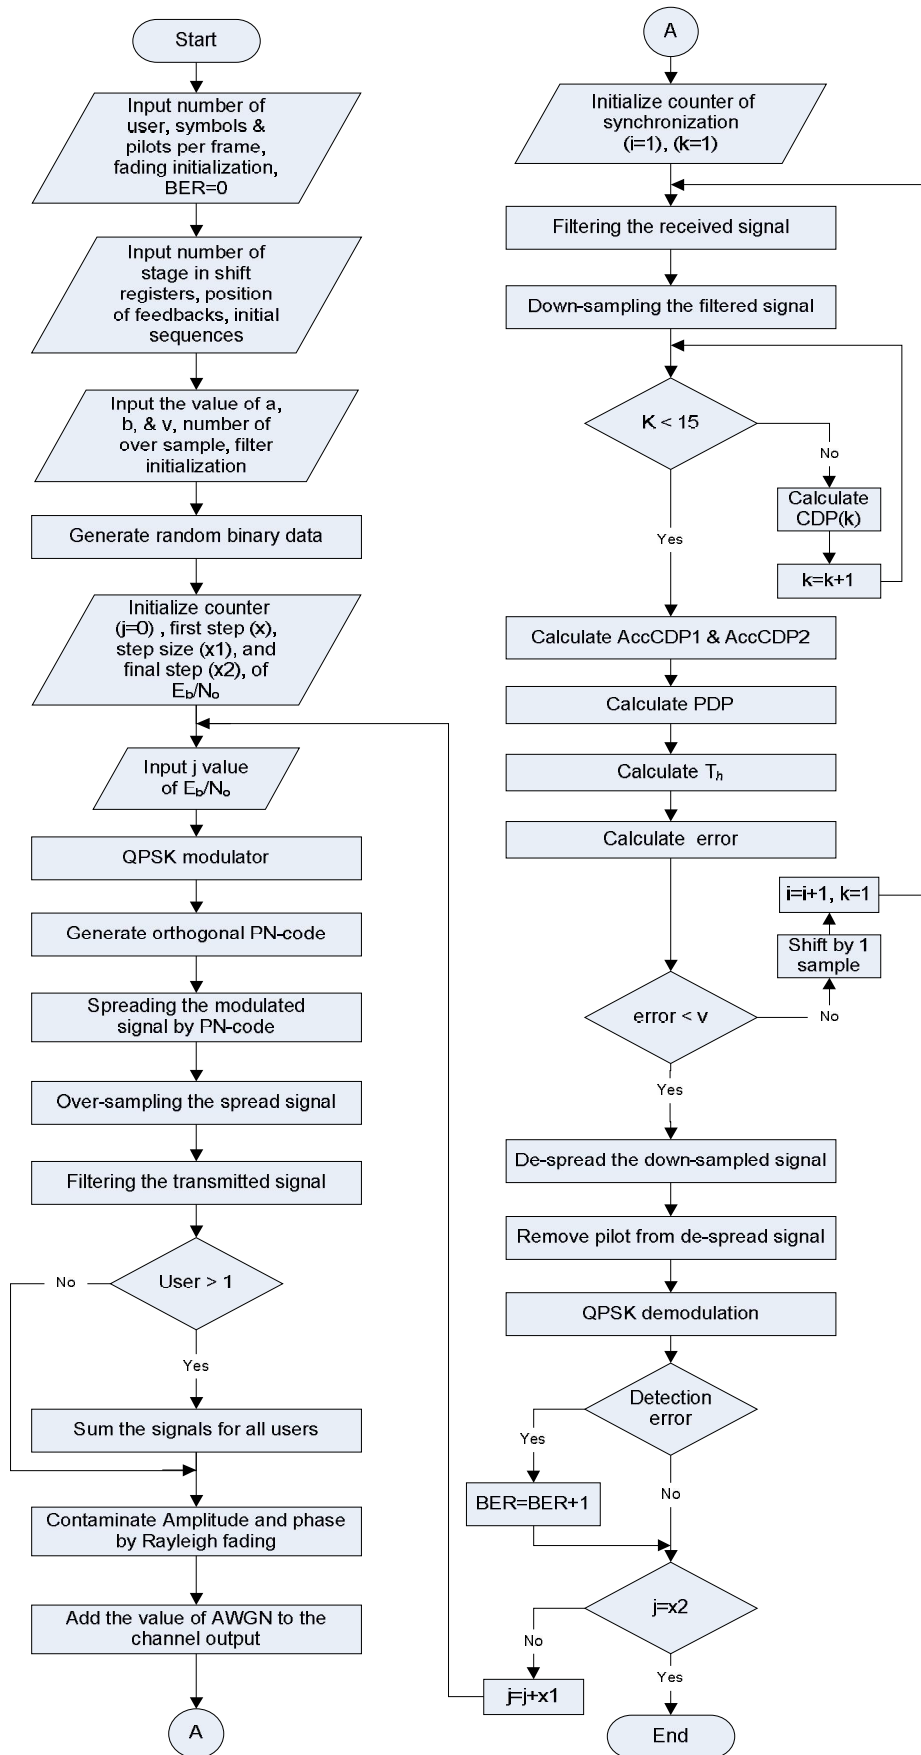 Start
Input number of
user, symbols &
pilots per frame,
fading initialization,
BER=0
Input number of
stage in shift
registers, position
of feedbacks, initial
sequences
Input the value of a,
b, & v, number of
over sample, filter
initialization
Generate random binary data
Initialize counter
(j=0) , first step (x),
step size (x1), and
final step (x2), of
Eb/No
Input j value
of Eb/No
QPSK modulator
Generate orthogonal PN-code
Spreading the modulated
signal by PN-code
Over-sampling the spread signal
Filtering the transmitted signal
User > 1
No
Yes
Sum the signals for all users
Contaminate Amplitude and phase
by Rayleigh fading
Add the value of AWGN to the
channel output
A
A
Initialize counter of
synchronization
(i=1), (k=1)
Filtering the received signal
Down-sampling the filtered signal
K < 15
No
Calculate
CDP(k)
k=k+1
Yes
Calculate AccCDP1 & AccCDP2
Calculate PDP
Calculate Th
Calculate error
i=i+1, k=1
Shift by 1
sample
error < v
No
Yes
De-spread the down-sampled signal
Remove pilot from de-spread signal
QPSK demodulation
Detection
error
Yes
BER=BER+1
No
j=x2
No
j=j+x1
Yes
End